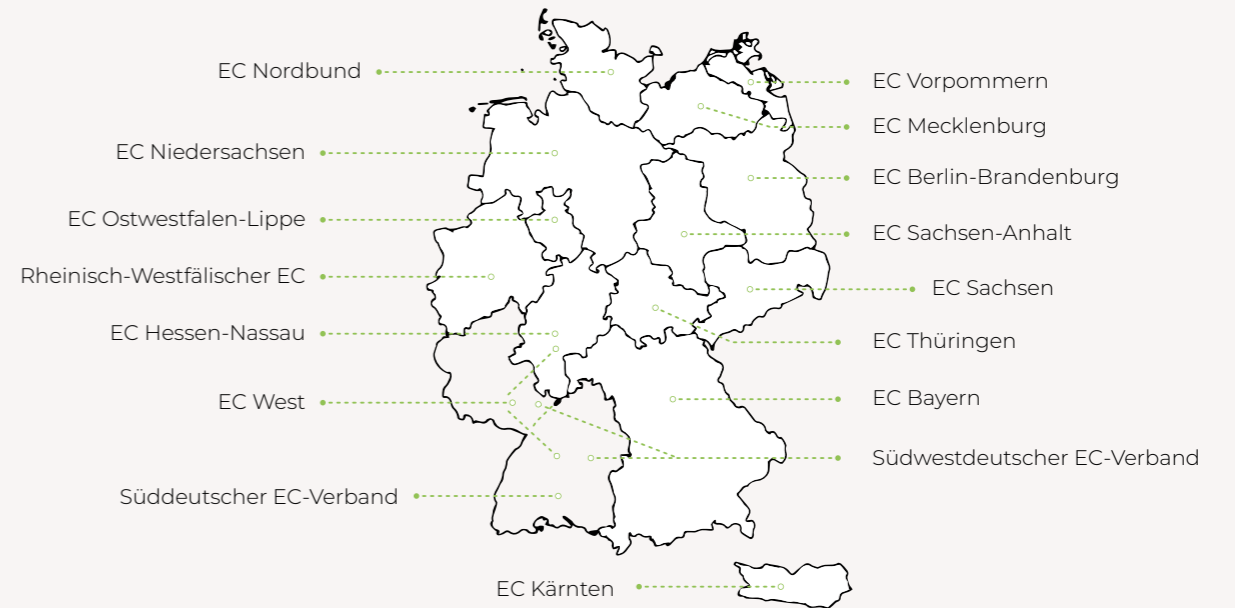 EC Nordbund
EC Niedersachsen
EC Ostwestfalen-Lippe
Rheinisch-Westfälischer EC
EC Hessen-Nassau
EC West
Süddeutscher EC-Verband
EC Vorpommern
EC Mecklenburg
EC Berlin-Brandenburg
EC Sachsen-Anhalt
EC Sachsen
EC Thüringen
EC Bayern
Südwestdeutscher EC-Verband
EC Kärnten